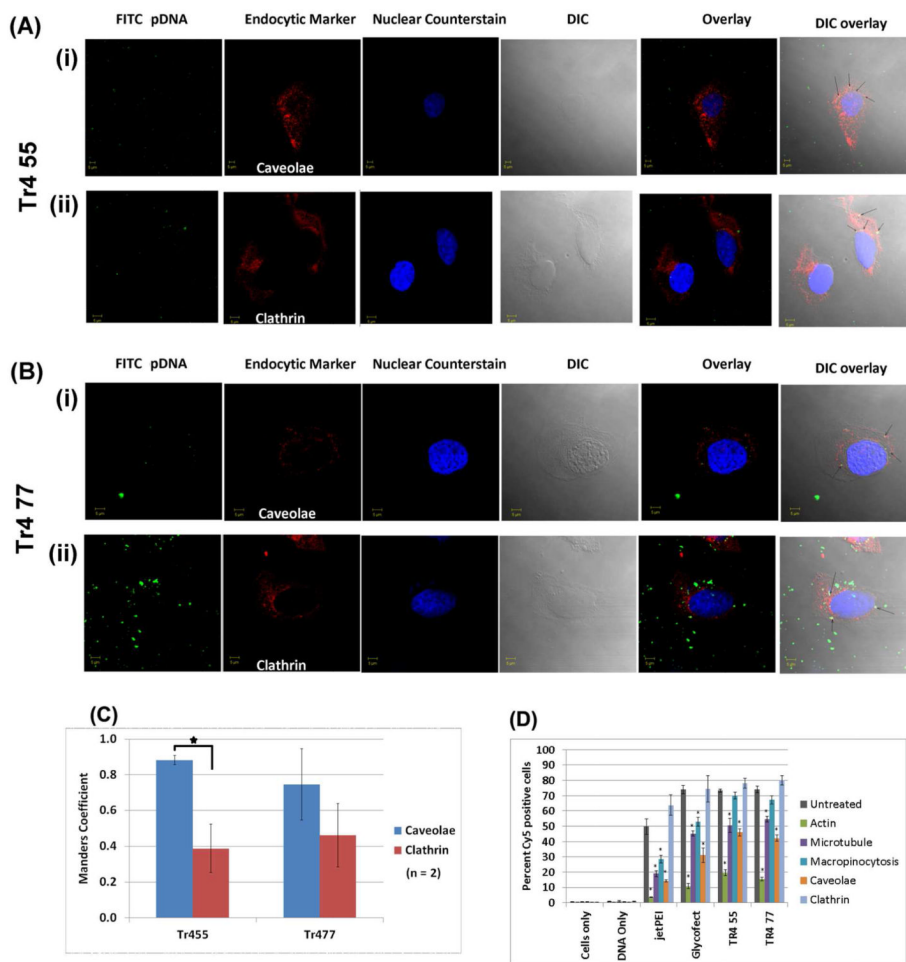 (A)
FITC pDNA Endocytic Marker Nuclear Counterstain DIC Overlay DIC overlay
(i)
Tr4 55
Caveolae
(ii)
Clathrin
(B)
FITC pDNA Endocytic Marker Nuclear Counterstain DIC Overlay DIC overlay
(i)
Tr4 77
Caveolae
(ii)
Clathrin
(C)
Manders Coefficient
1.0
0.8
0.6
0.4
0.2
0.0
*
Tr455 Tr477
Caveolae
Clathrin
(n = 2)
(D)
Percent Cy5 positive cells
100
90
80
70
60
50
40
30
20
10
0
Cells only
DNA Only
jetPEI
Glycofect
TR4 55
TR4 77
Untreated
Actin
Microtubule
Macropinocytosis
Caveolae
Clathrin